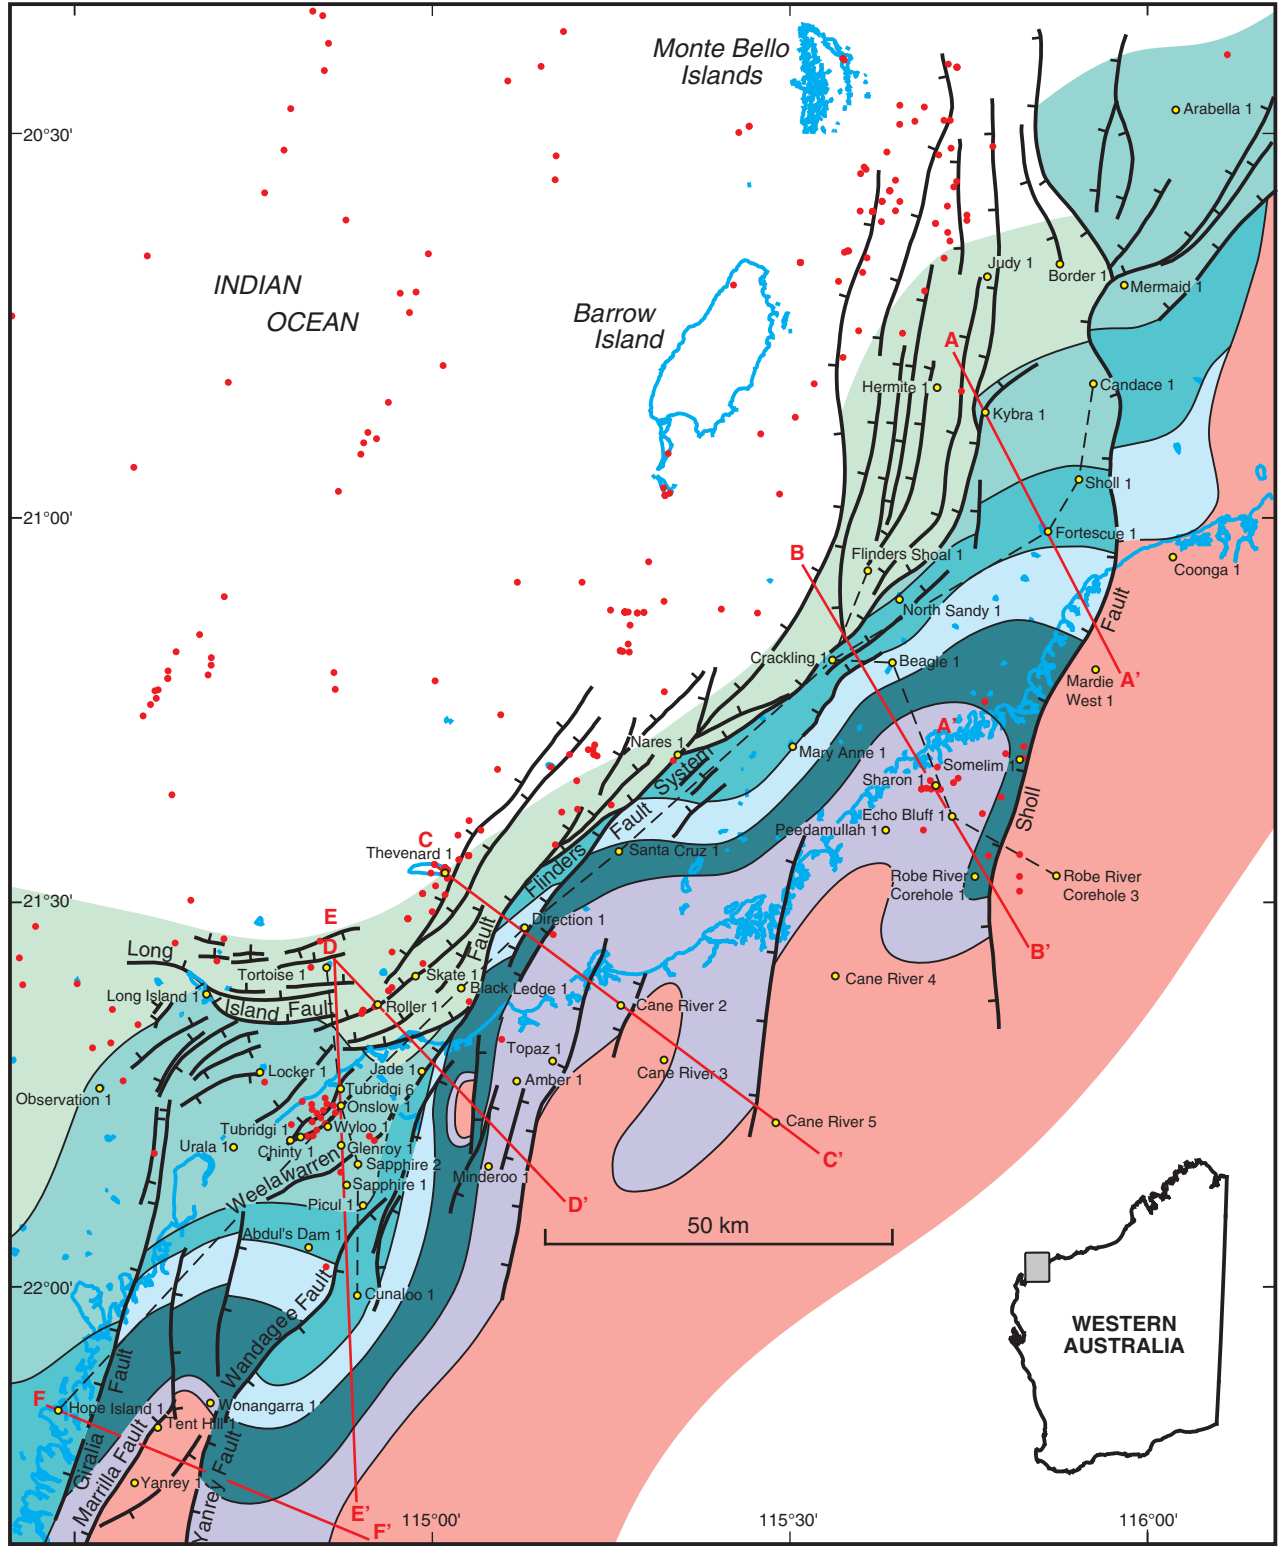 Monte Bello
Islands
Arabella 1
20°30'
Judy 1
Border 1
Mermaid 1
INDIAN
OCEAN
Barrow
Island
A
Hermite 1
Candace 1
Kybra 1
Sholl 1
21°00'
Fortescue 1
B
Flinders Shoal 1
Coonga 1
North Sandy 1
Fault
Crackling 1
Beagle 1
Mardie
West 1
A'
A'
Nares 1
Mary Anne 1
System
Somelim 1
Sharon 1
Echo Bluff 1
Sholl
Fault
Peedamullah 1
C
Thevenard 1
Santa Cruz 1
Flinders
Robe River
Corehole 1
Robe River
Corehole 3
21°30'
E
D
Direction 1
Fault
B'
Long
Tortoise 1
Skate 1
Cane River 4
Long Island 1
Black Ledge 1
Island Fault
Roller 1
Cane River 2
Topaz 1
Locker 1
Jade 1
Cane River 3
Amber 1
Observation 1
Tubridgi 6
Onslow 1
Tubridgi 1
Wyloo 1
Cane River 5
Urala 1
Chinty 1
Glenroy 1
C'
Sapphire 2
Minderoo 1
Weelawarren
Sapphire 1
Picul 1
D'
50 km
Abdul's Dam 1
22°00'
Cunaloo 1
Wandagee Fault
WESTERN
AUSTRALIA
Fault
F
Hope Island 1
Wonangarra 1
Tent Hill 1
Giralia
Marrilla Fault
Yanrey 1
Yanrey Fault
E'
F'
115°00'
115°30'
116°00'